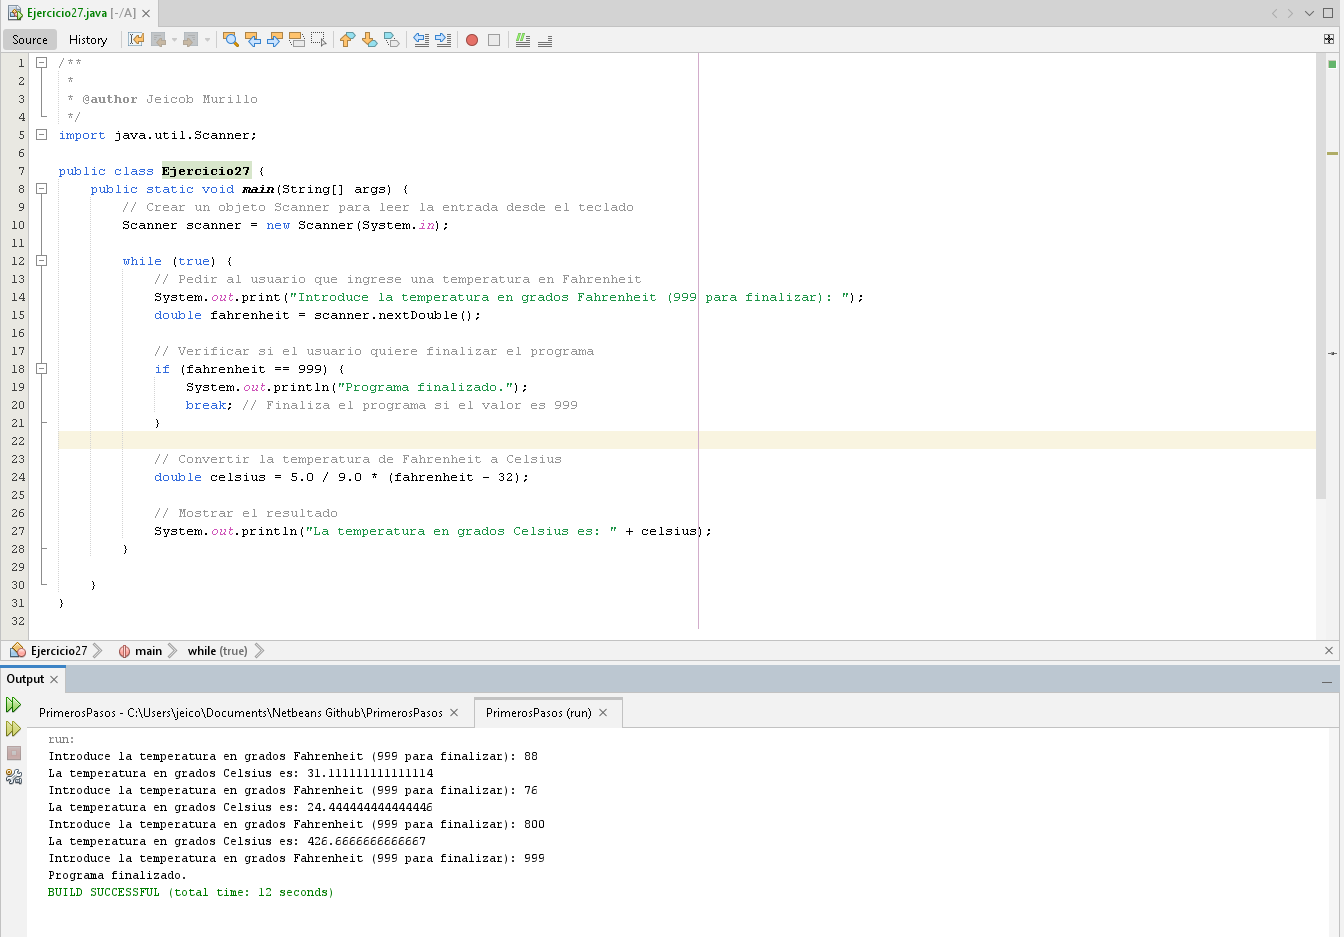 Ejercicio27.java [-/A]
Source History
1 /**
2  *
3  * @author Jeicob Murillo
4  */
5 import java.util.Scanner;
6
7 public class Ejercicio27 {
8     public static void main(String[] args) {
9         // Crear un objeto Scanner para leer la entrada desde el teclado
10         Scanner scanner = new Scanner(System.in);
11
12         while (true) {
13             // Pedir al usuario que ingrese una temperatura en Fahrenheit
14             System.out.print("Introduce la temperatura en grados Fahrenheit (999 para finalizar): ");
15             double fahrenheit = scanner.nextDouble();
16
17             // Verificar si el usuario quiere finalizar el programa
18             if (fahrenheit == 999) {
19                 System.out.println("Programa finalizado.");
20                 break; // Finaliza el programa si el valor es 999
21             }
22
23             // Convertir la temperatura de Fahrenheit a Celsius
24             double celsius = 5.0 / 9.0 * (fahrenheit - 32);
25
26             // Mostrar el resultado
27             System.out.println("La temperatura en grados Celsius es: " + celsius);
28         }
29
30     }
31 }
32
Ejercicio27 main while (true)
Output
PrimerosPasos - C:\Users\jeico\Documents\Netbeans Github\PrimerosPasos PrimerosPasos (run)
run:
Introduce la temperatura en grados Fahrenheit (999 para finalizar): 88
La temperatura en grados Celsius es: 31.111111111111114
Introduce la temperatura en grados Fahrenheit (999 para finalizar): 76
La temperatura en grados Celsius es: 24.444444444444446
Introduce la temperatura en grados Fahrenheit (999 para finalizar): 800
La temperatura en grados Celsius es: 426.6666666666667
Introduce la temperatura en grados Fahrenheit (999 para finalizar): 999
Programa finalizado.
BUILD SUCCESSFUL (total time: 12 seconds)